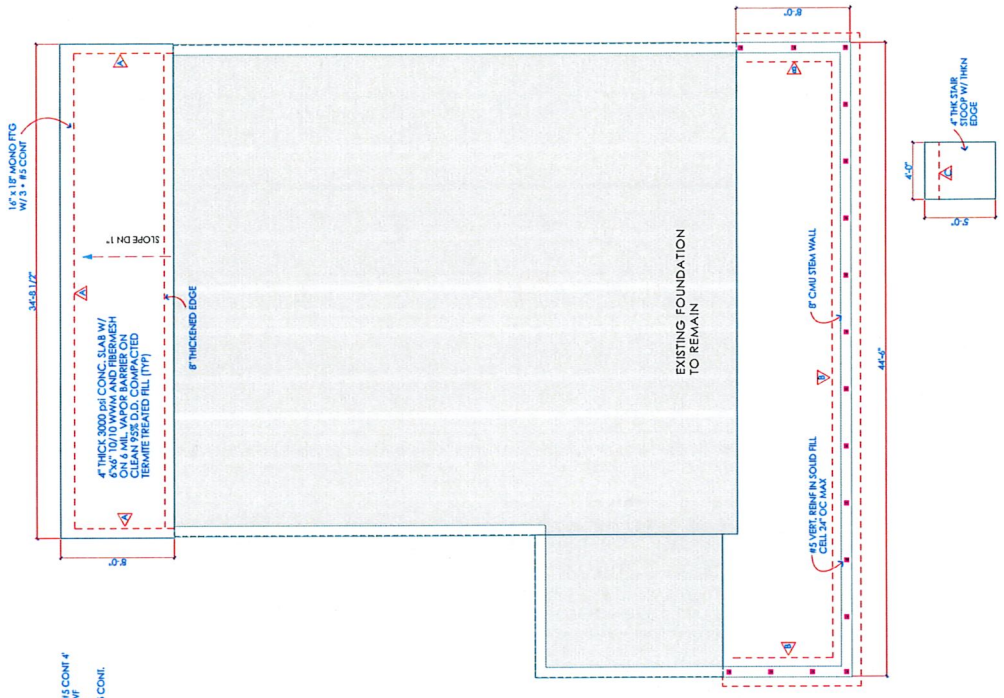 16" x 18" MONO FTG
W/ 3 - #5 CONT
34'-8 1/2"
8'-0"
A
A
A
SLOPE DN 1"
4" THICK 3000 psi CONC. SLAB W/
6"x6" 10/10 WWM AND FIBERMESH
ON 6 MIL. VAPOR BARRIER ON
CLEAN 95% D.D. COMPACTED
TERMITE TREATED FILL (TYP)
8" THICKENED EDGE
8'-0"
#5 CONT 4'
CONT.
EXISTING FOUNDATION
TO REMAIN
B
B
B
8" CMU STEM WALL
#5 VERT. REINF IN SOLID FILL
CELL 24" OC MAX
44'-6"
4" THK STAIR
STOOP W/ THKN
EDGE
4'-0"
C
5'-0"